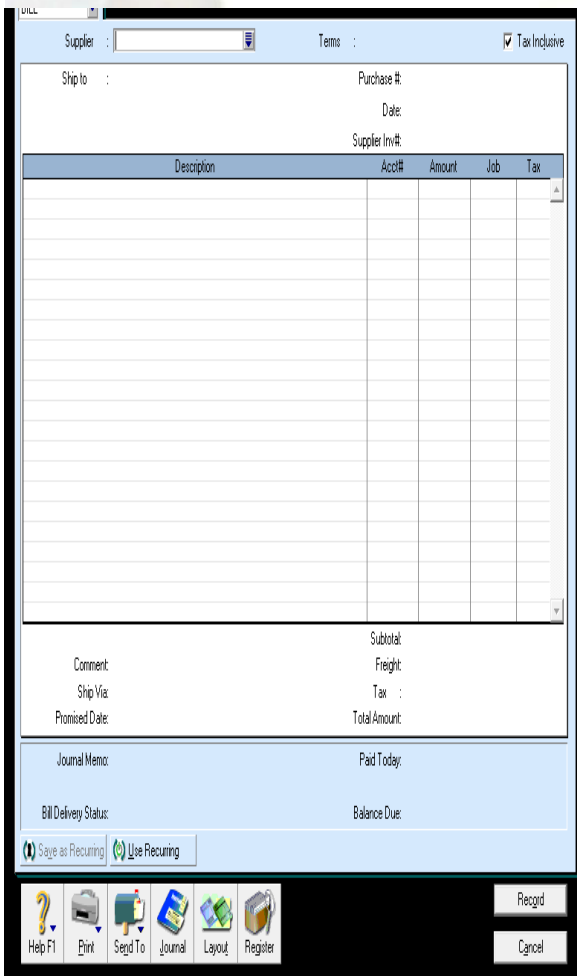 BILL
Supplier : Terms : Tax Inclusive
Ship to : Purchase #:
Date:
Supplier Inv#:
Description Acct# Amount Job Tax
Subtotal:
Comment: Freight:
Ship Via: Tax :
Promised Date: Total Amount:
Journal Memo: Paid Today:
Bill Delivery Status: Balance Due:
Save as Recurring Use Recurring
Record
Help F1 Print Send To Journal Layout Register
Cancel